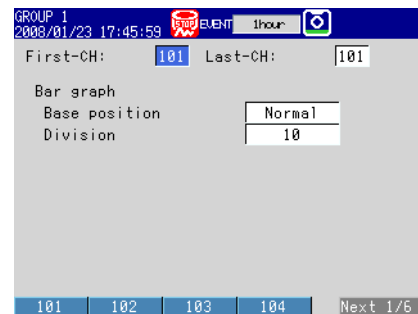 GROUP 1
2008/01/23 17:45:59 STOP EVENT 1hour
First-CH: 101 Last-CH: 101
Bar graph
Base position Normal
Division 10
101 102 103 104 Next 1/6